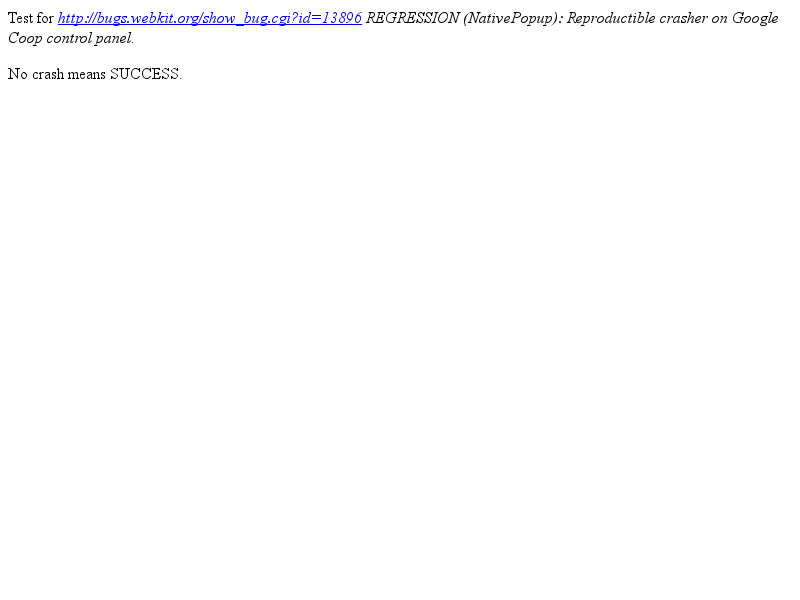 Test for http://bugs.webkit.org/show_bug.cgi?id=13896 REGRESSION (NativePopup): Reproductible crasher on Google
Coop control panel.
No crash means SUCCESS.